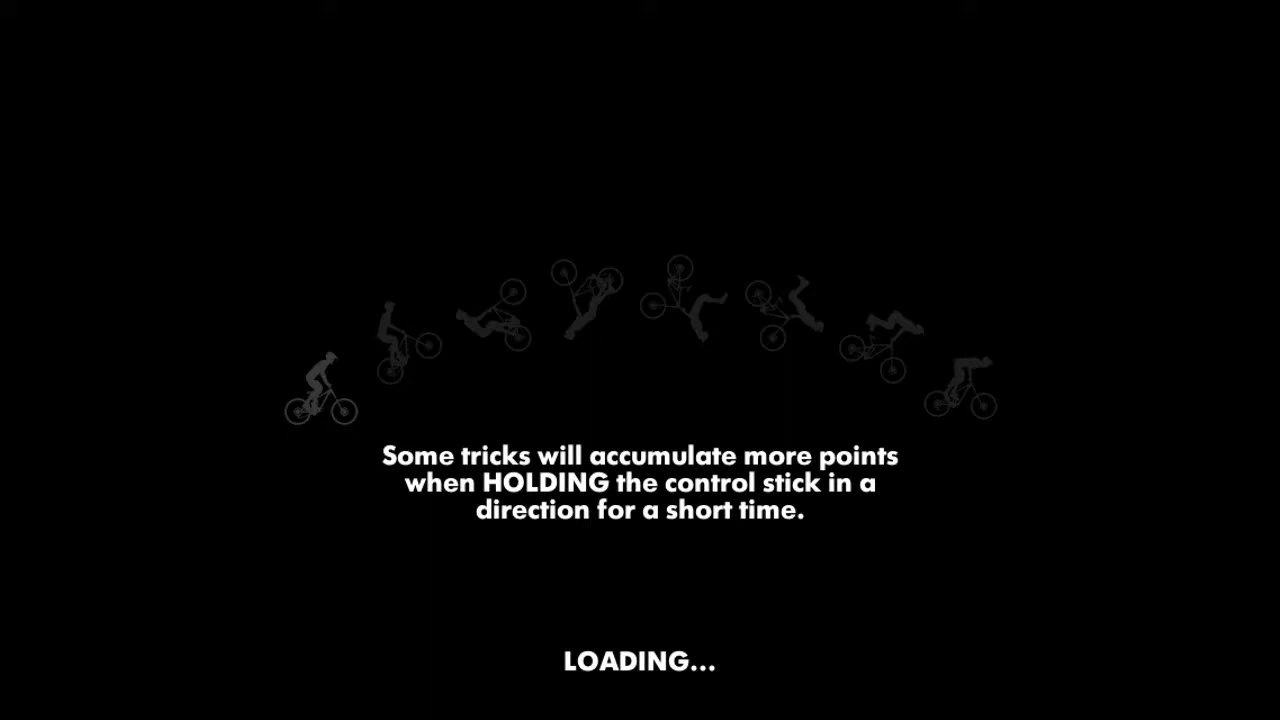 Some tricks will accumulate more points
when HOLDING the control stick in a
direction for a short time.
LOADING...